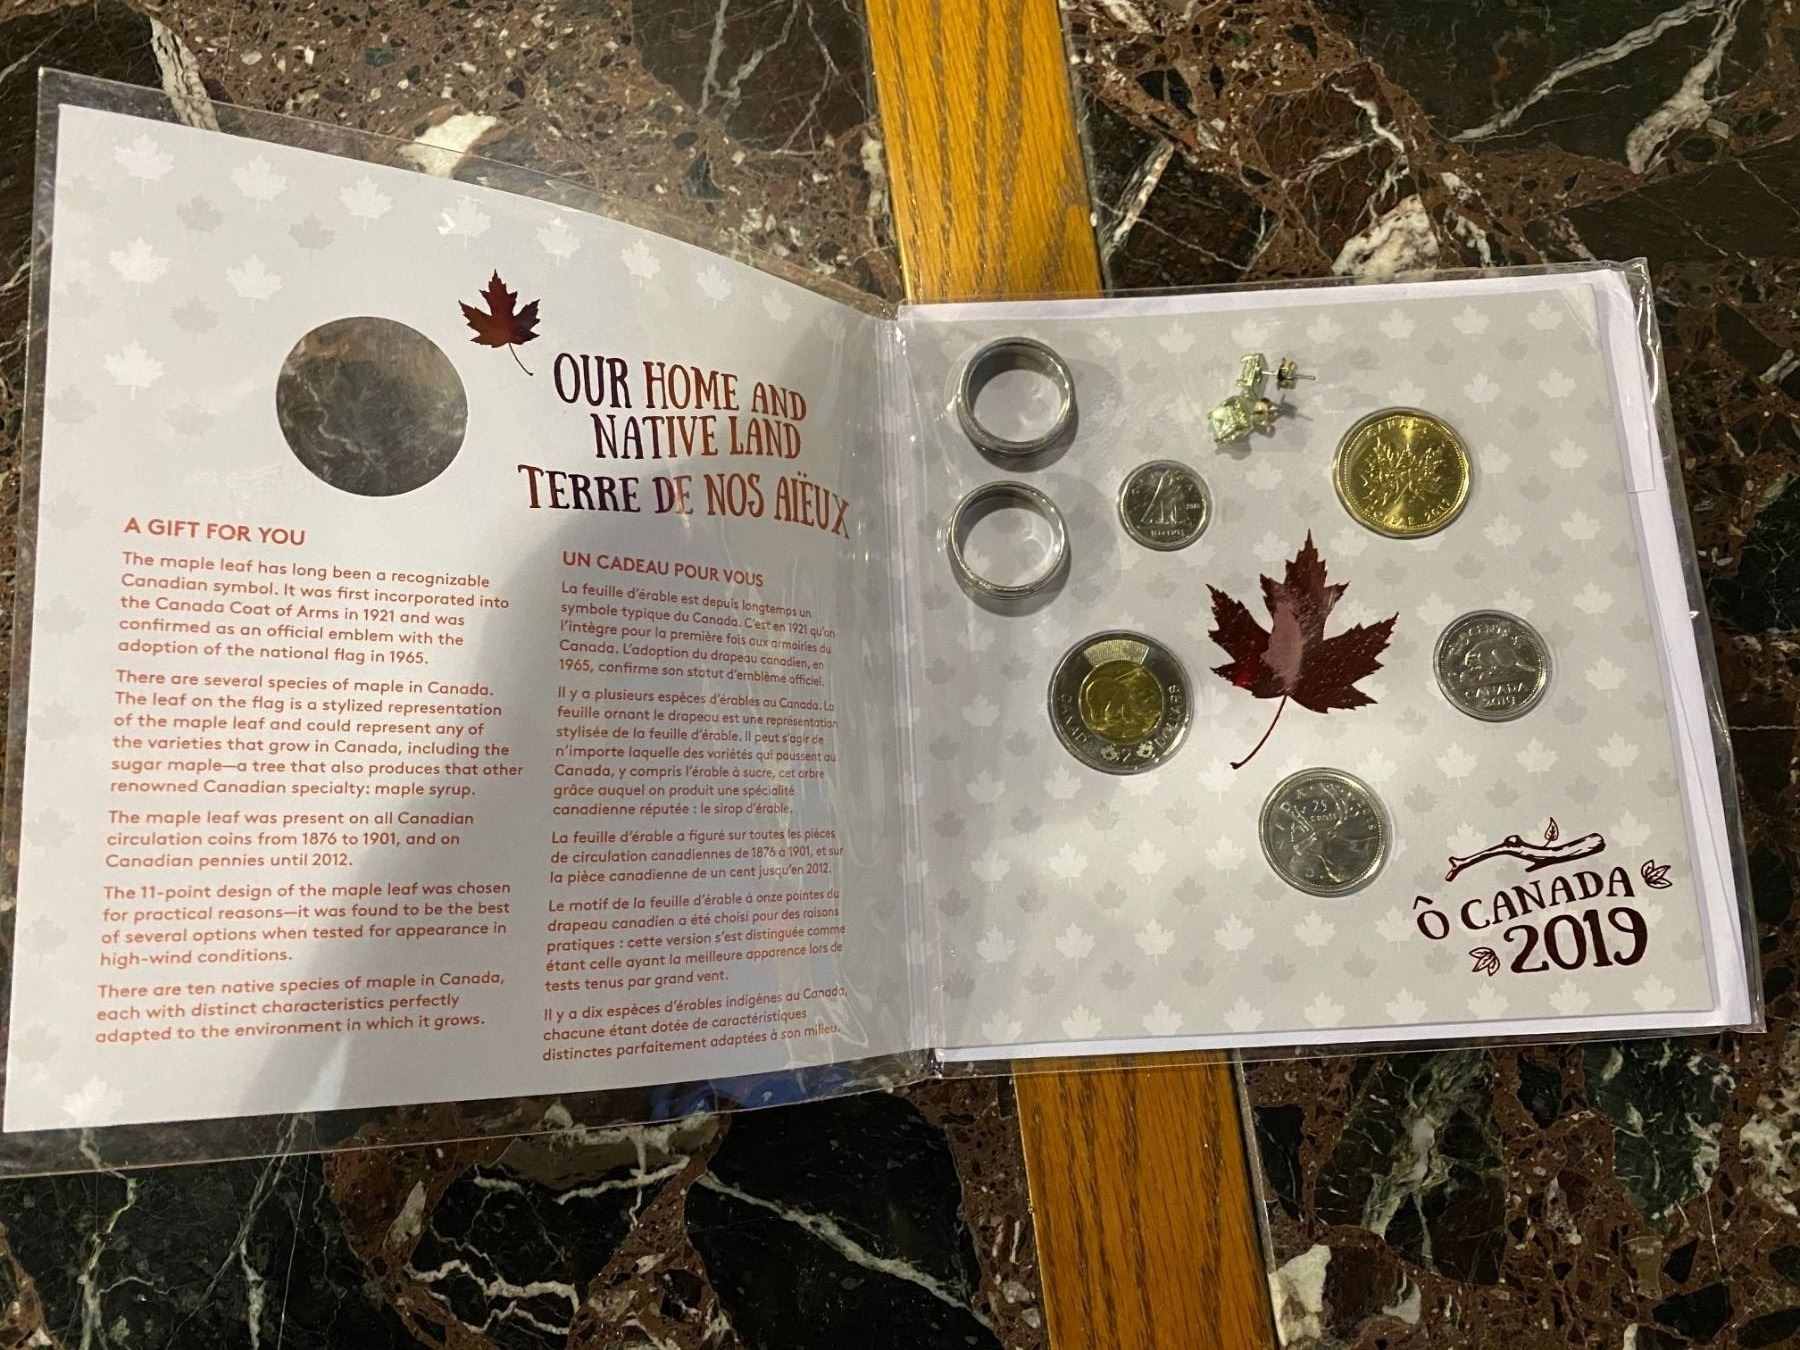 OUR HOME AND
NATIVE LAND
TERRE DE NOS AÏEUX
A GIFT FOR YOU
The maple leaf has long been a recognizable
Canadian symbol. It was first incorporated into
the Canada Coat of Arms in 1921 and was
confirmed as an official emblem with the
adoption of the national flag in 1965.
There are several species of maple in Canada.
The leaf on the flag is a stylized representation
of the maple leaf and could represent any of
the varieties that grow in Canada, including the
sugar maple—a tree that also produces that other
renowned Canadian specialty: maple syrup.
The maple leaf was present on all Canadian
circulation coins from 1876 to 1901, and on
Canadian pennies until 2012.
The 11-point design of the maple leaf was chosen
for practical reasons—it was found to be the best
of several options when tested for appearance in
high-wind conditions.
There are ten native species of maple in Canada,
each with distinct characteristics perfectly
adapted to the environment in which it grows.
UN CADEAU POUR VOUS
La feuille d'érable est depuis longtemps un
symbole typique du Canada. C'est en 1921 qu'on
l'intègre pour la première fois aux armoiries du
Canada. L'adoption du drapeau canadien, en
1965, confirme son statut d'emblème officiel.
Il y a plusieurs espèces d'érables au Canada. La
feuille ornant le drapeau est une représentation
stylisée de la feuille d'érable. Il peut s'agir de
n'importe laquelle des variétés qui poussent au
Canada, y compris l'érable à sucre, cet arbre
grâce auquel on produit une spécialité
canadienne réputée : le sirop d'érable.
La feuille d'érable a figuré sur toutes les pièces
de circulation canadiennes de 1876 à 1901, et sur
la pièce canadienne de un cent jusqu'en 2012.
Le motif de la feuille d'érable à onze pointes du
drapeau canadien a été choisi pour des raisons
pratiques : cette version s'est distinguée comme
étant celle ayant la meilleure apparence lors de
tests tenus par grand vent.
Il y a dix espèces d'érables indigènes au Canada,
chacune étant dotée de caractéristiques
distinctes parfaitement adaptées à son milieu.
CANADA
DOLLAR
2019
5 CENTS
CANADA
2019
CANADA
2 DOLLARS
25
CENTS
Ô CANADA
2019